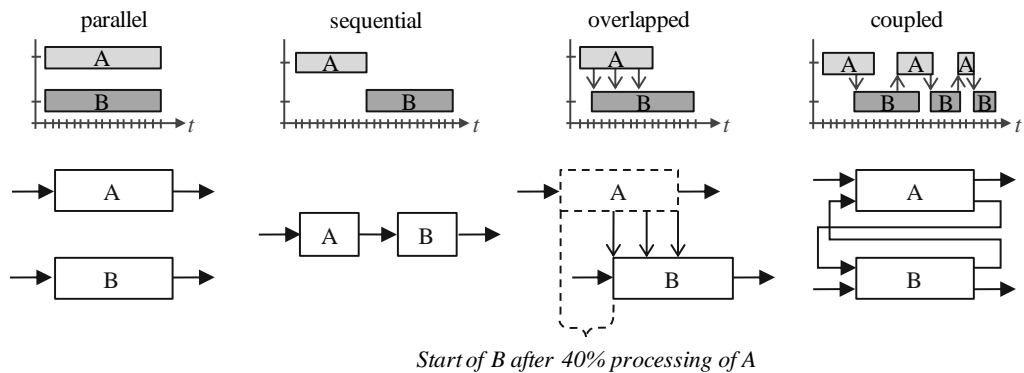 parallel sequential overlapped coupled
A A A A A A
B B B B B B
t t t t
A A A
A B
B B B
Start of B after 40% processing of A